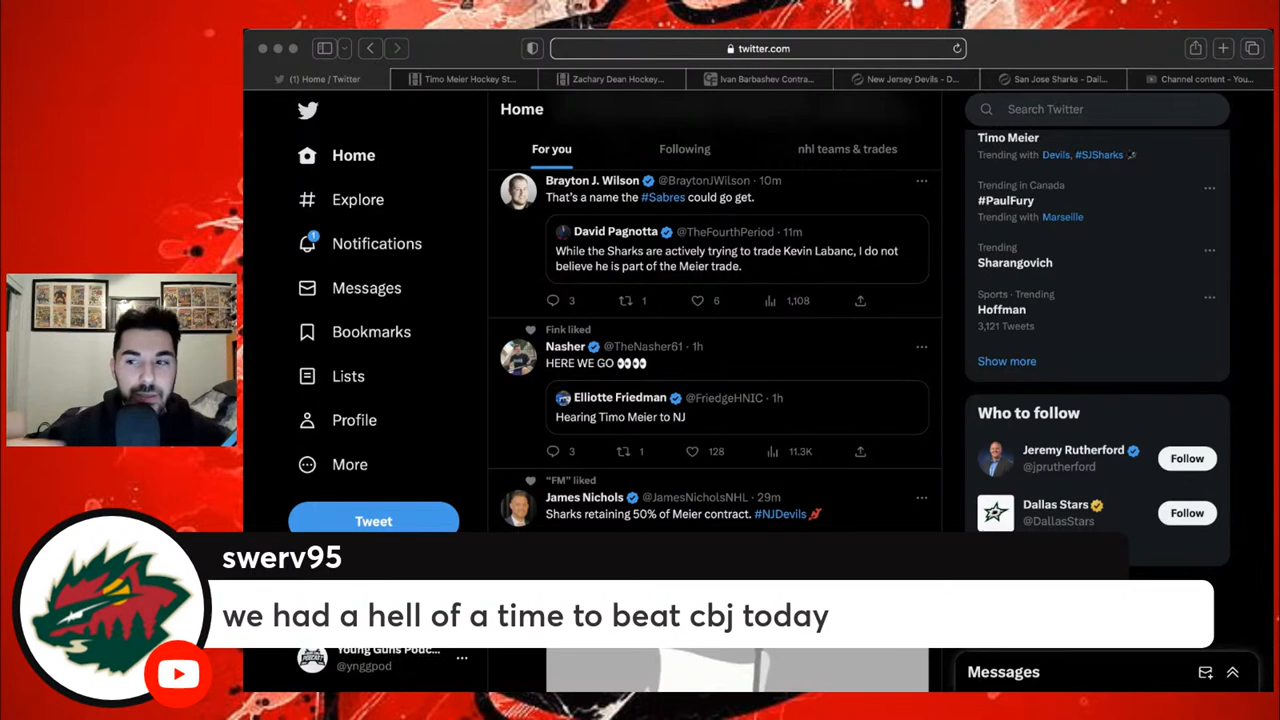 twitter.com
(1) Home / Twitter
Timo Meier Hockey St...
Zachary Dean Hockey...
Ivan Barbashev Contra...
New Jersey Devils - D...
San Jose Sharks - Dall...
Channel content - You...
Home
Explore
Notifications
1
Messages
Bookmarks
Lists
Profile
More
Tweet
Young Guns Podc...
@ynggpod
Home
For you
Following
nhl teams & trades
Brayton J. Wilson @BraytonJWilson · 10m
That's a name the #Sabres could go get.
David Pagnotta @TheFourthPeriod · 11m
While the Sharks are actively trying to trade Kevin Labanc, I do not
believe he is part of the Meier trade.
3 1 6 1,108
Fink liked
Nasher @TheNasher61 · 1h
HERE WE GO 👀👀
Elliotte Friedman @FriedgeHNIC · 1h
Hearing Timo Meier to NJ
3 1 128 11.3K
"FM" liked
James Nichols @JamesNicholsNHL · 29m
Sharks retaining 50% of Meier contract. #NJDevils
Search Twitter
Timo Meier
Trending with Devils, #SJSharks
Trending in Canada
#PaulFury
Trending with Marseille
Trending
Sharangovich
Sports · Trending
Hoffman
3,121 Tweets
Show more
Who to follow
Jeremy Rutherford
@jprutherford
Follow
Dallas Stars
@DallasStars
Follow
Messages
swerv95
we had a hell of a time to beat cbj today